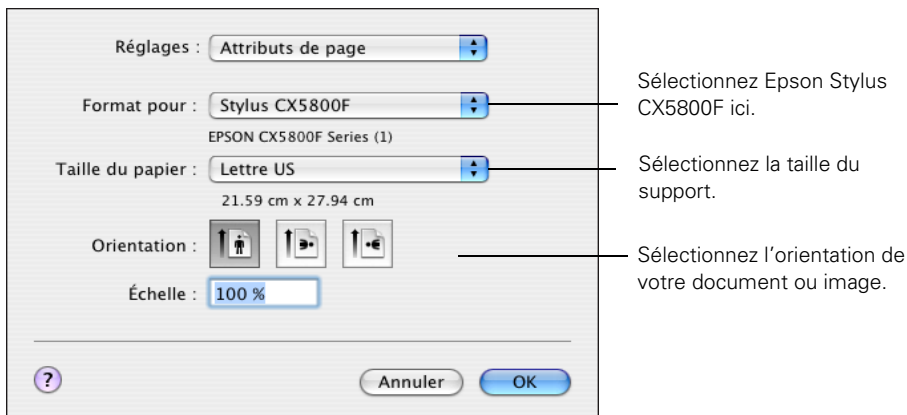 Réglages : Attributs de page
Format pour : Stylus CX5800F
EPSON CX5800F Series (1)
Taille du papier : Lettre US
21.59 cm x 27.94 cm
Orientation :
Échelle : 100 %
? Annuler OK
Sélectionnez Epson Stylus
CX5800F ici.
Sélectionnez la taille du
support.
Sélectionnez l’orientation de
votre document ou image.